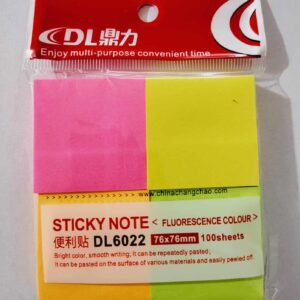 DL鼎力
Enjoy multi-purpose convenient time.
www.chinachangchao.com
STICKY NOTE < FLUORESCENCE COLOUR >
便利贴 DL6022 76x76mm 100sheets
Bright color, smooth writing; It can be repeatedly pasted;
It can be pasted on the surface of various materials and easily peeled off.